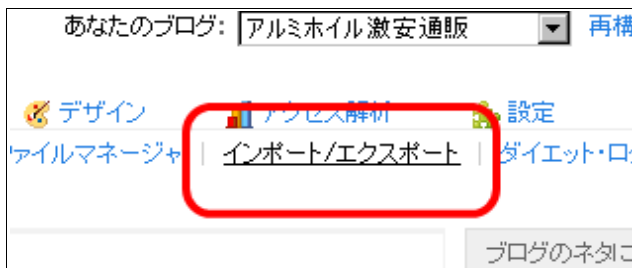 あなたのブログ: アルミホイル激安通販 再構
デザイン アクセス解析 設定
ファイルマネージャ | インポート/エクスポート | ダイエット・ログ
ブログのネタに